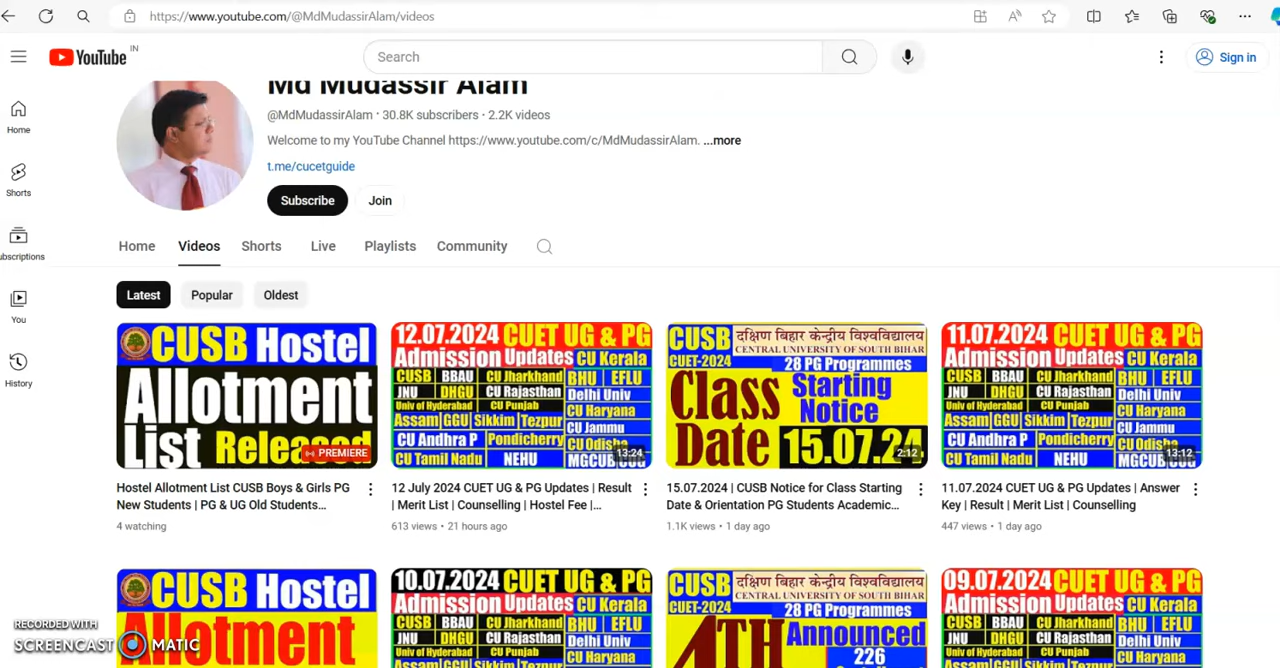 https://www.youtube.com/@MdMudassirAlam/videos
YouTube IN
Search
Sign in
Md Mudassir Alam
@MdMudassirAlam · 30.8K subscribers · 2.2K videos
Welcome to my YouTube Channel https://www.youtube.com/c/MdMudassirAlam. ...more
t.me/cucetguide
Subscribe
Join
Home
Shorts
ubscriptions
You
History
Home Videos Shorts Live Playlists Community
Latest Popular Oldest
CUSB Hostel
Allotment
List Released
PREMIERE
Hostel Allotment List CUSB Boys & Girls PG
New Students | PG & UG Old Students...
4 watching
12.07.2024 CUET UG & PG
Admission Updates CU Kerala
CUSB BBAU CU Jharkhand BHU EFLU
JNU DHGU CU Rajasthan Delhi Univ
Univ of Hyderabad CU Punjab CU Haryana
Assam GGU Sikkim Tezpur CU Jammu
CU Andhra P Pondicherry CU Odisha
CU Tamil Nadu NEHU MGCUB CUG
13:24
12 July 2024 CUET UG & PG Updates | Result
| Merit List | Counselling | Hostel Fee |...
613 views · 21 hours ago
CUSB दक्षिण बिहार केन्द्रीय विश्वविद्यालय
CENTRAL UNIVERSITY OF SOUTH BIHAR
CUET-2024 28 PG Programmes
Class Starting
Notice
Date 15.07.24
2:12
15.07.2024 | CUSB Notice for Class Starting
Date & Orientation PG Students Academic...
1.1K views · 1 day ago
11.07.2024 CUET UG & PG
Admission Updates CU Kerala
CUSB BBAU CU Jharkhand BHU EFLU
JNU DHGU CU Rajasthan Delhi Univ
Univ of Hyderabad CU Punjab CU Haryana
Assam GGU Sikkim Tezpur CU Jammu
CU Andhra P Pondicherry CU Odisha
CU Tamil Nadu NEHU MGCUB CUG
13:12
11.07.2024 CUET UG & PG Updates | Answer
Key | Result | Merit List | Counselling
447 views · 1 day ago
CUSB Hostel
Allotment
10.07.2024 CUET UG & PG
Admission Updates CU Kerala
CUSB BBAU CU Jharkhand BHU EFLU
JNU DHGU CU Rajasthan Delhi Univ
Univ of Hyderabad CU Punjab CU Haryana
Assam GGU Sikkim Tezpur
CUSB दक्षिण बिहार केन्द्रीय विश्वविद्यालय
CENTRAL UNIVERSITY OF SOUTH BIHAR
CUET-2024 28 PG Programmes
4TH Announced
226
09.07.2024 CUET UG & PG
Admission Updates CU Kerala
CUSB BBAU CU Jharkhand BHU EFLU
JNU DHGU CU Rajasthan Delhi Univ
Univ of Hyderabad CU Punjab CU Haryana
Assam GGU Sikkim Tezpur
RECORDED WITH
SCREENCAST MATIC